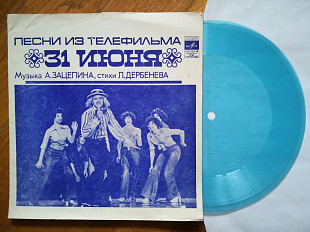 ПЕСНИ ИЗ ТЕЛЕФИЛЬМА
31 ИЮНЯ
Музыка А.ЗАЦЕПИНА, стихи Л.ДЕРБЕНЕВА